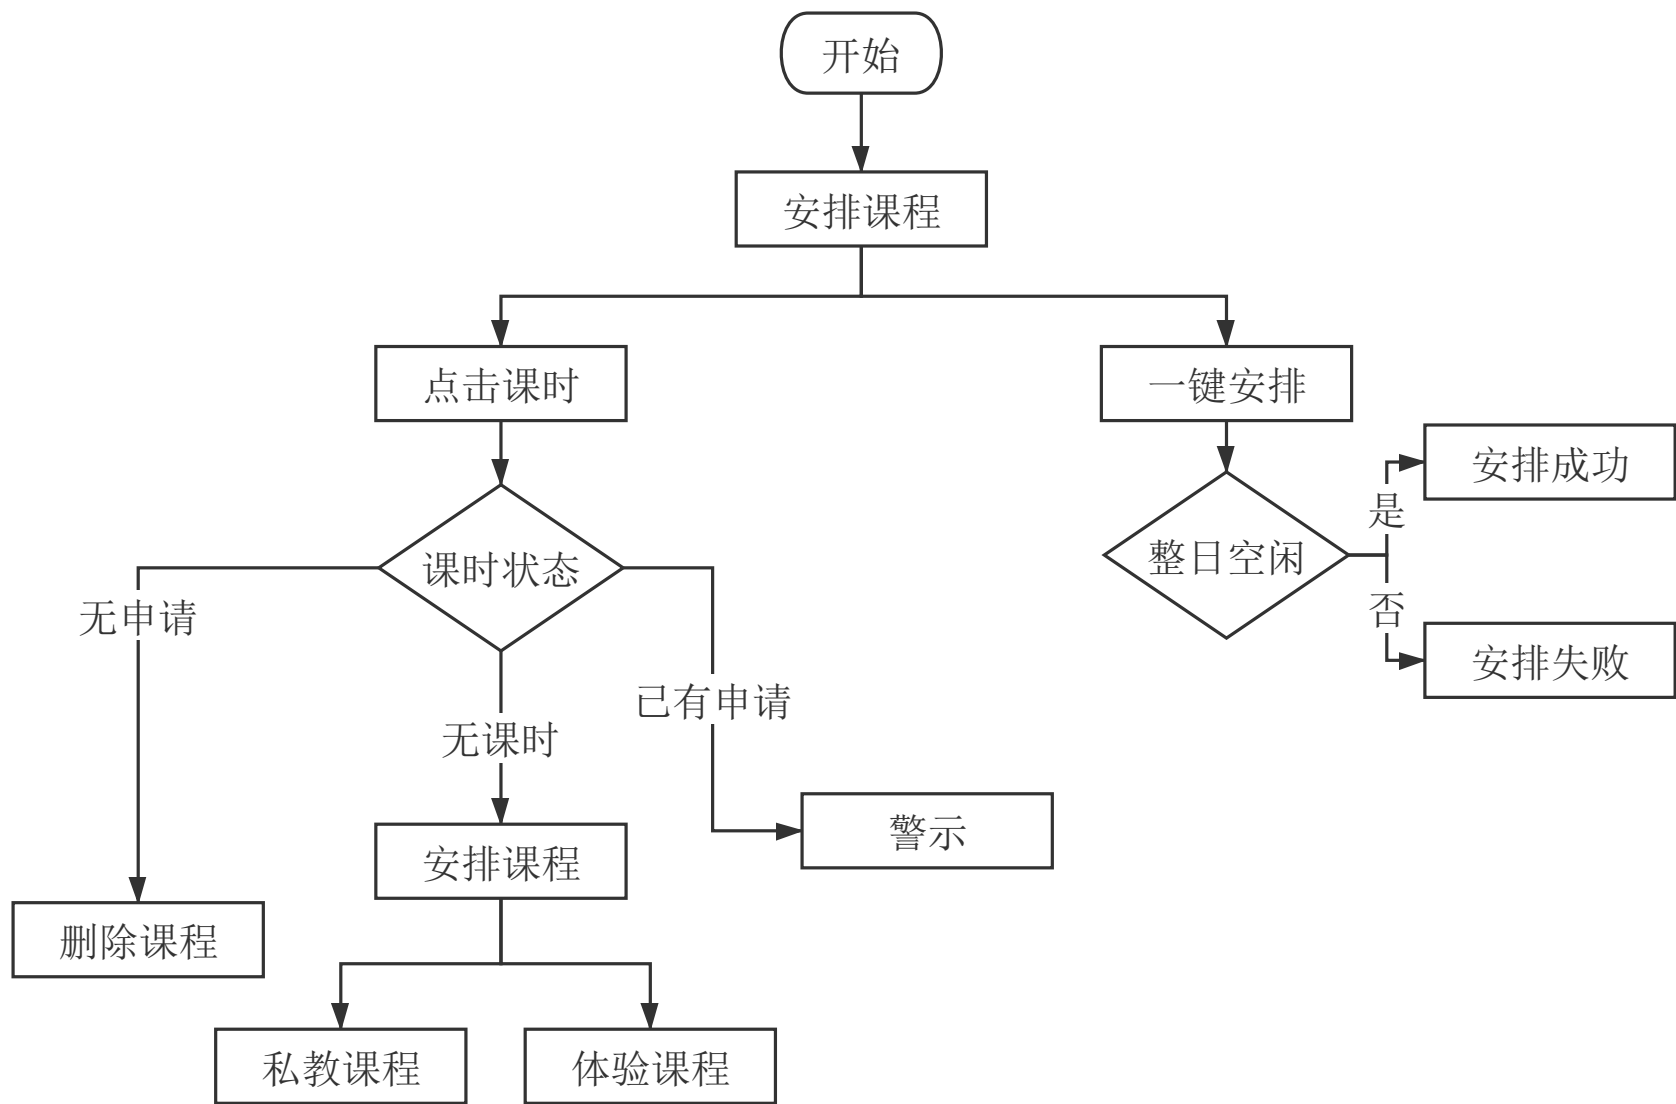 开始
安排课程
点击课时
一键安排
安排成功
是
整日空闲
否
安排失败
课时状态
无申请
已有申请
无课时
警示
安排课程
删除课程
私教课程
体验课程